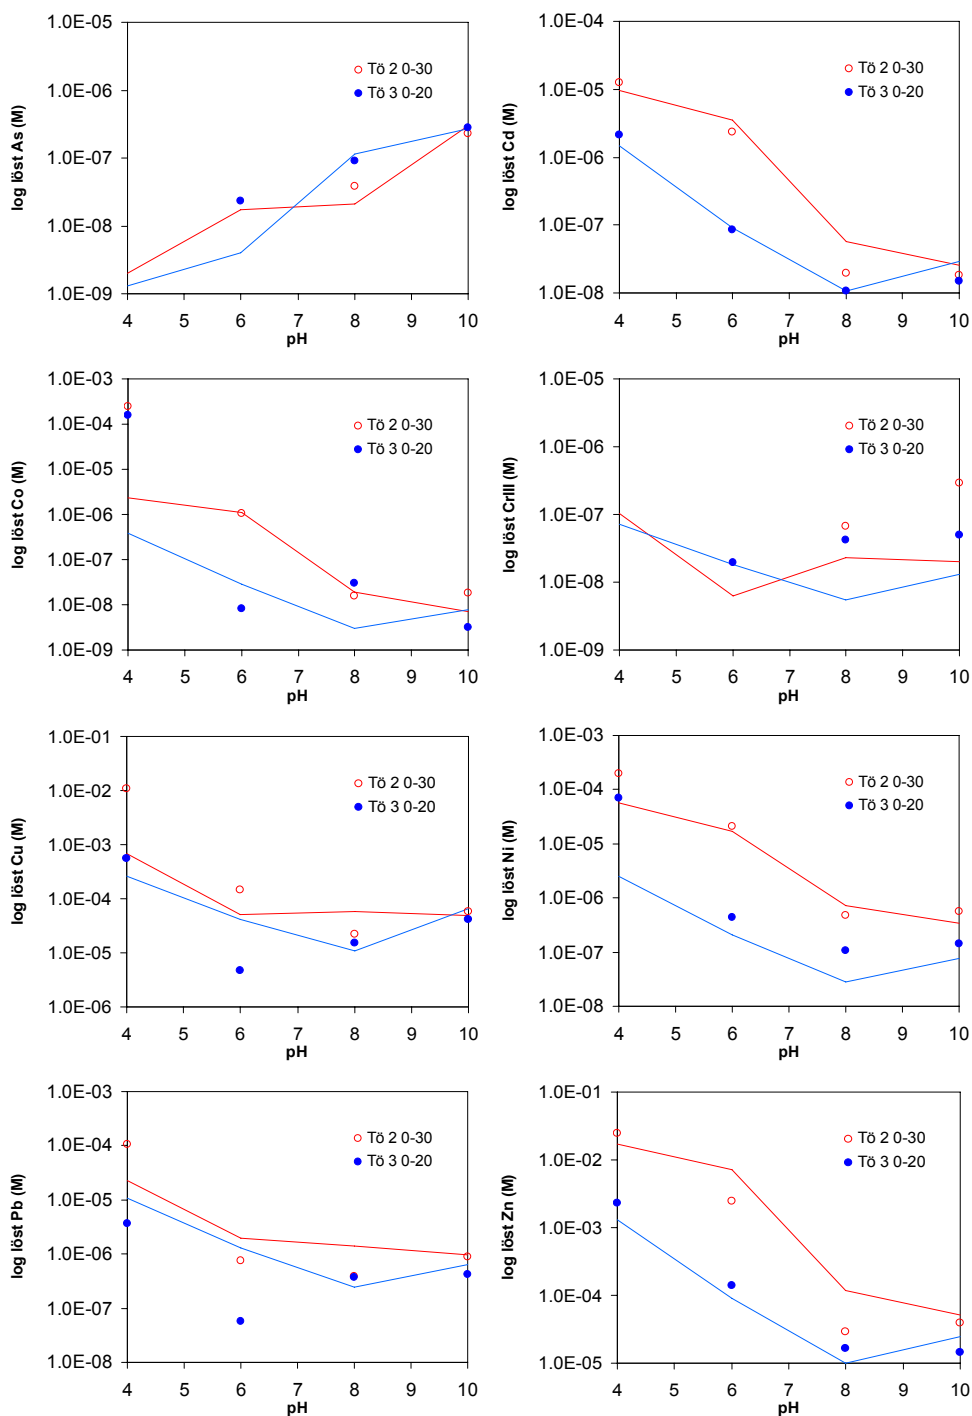 1.0E-05
1.0E-06
1.0E-07
1.0E-08
1.0E-09
log löst As (M)
Tö 2 0-30
Tö 3 0-20
4 5 6 7 8 9 10
pH
1.0E-04
1.0E-05
1.0E-06
1.0E-07
1.0E-08
log löst Cd (M)
Tö 2 0-30
Tö 3 0-20
4 5 6 7 8 9 10
pH
1.0E-03
1.0E-04
1.0E-05
1.0E-06
1.0E-07
1.0E-08
1.0E-09
log löst Co (M)
Tö 2 0-30
Tö 3 0-20
4 5 6 7 8 9 10
pH
1.0E-05
1.0E-06
1.0E-07
1.0E-08
1.0E-09
log löst CrIII (M)
Tö 2 0-30
Tö 3 0-20
4 5 6 7 8 9 10
pH
1.0E-01
1.0E-02
1.0E-03
1.0E-04
1.0E-05
1.0E-06
log löst Cu (M)
Tö 2 0-30
Tö 3 0-20
4 5 6 7 8 9 10
pH
1.0E-03
1.0E-04
1.0E-05
1.0E-06
1.0E-07
1.0E-08
log löst Ni (M)
Tö 2 0-30
Tö 3 0-20
4 5 6 7 8 9 10
pH
1.0E-03
1.0E-04
1.0E-05
1.0E-06
1.0E-07
1.0E-08
log löst Pb (M)
Tö 2 0-30
Tö 3 0-20
4 5 6 7 8 9 10
pH
1.0E-01
1.0E-02
1.0E-03
1.0E-04
1.0E-05
log löst Zn (M)
Tö 2 0-30
Tö 3 0-20
4 5 6 7 8 9 10
pH